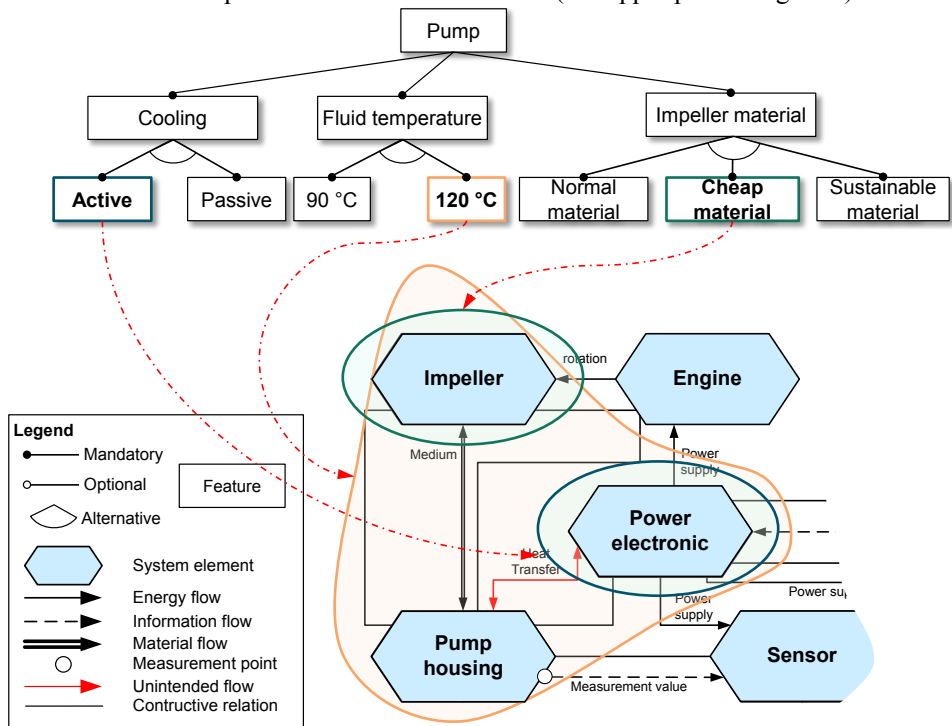 Pump
Cooling
Fluid temperature
Impeller material
Active
Passive
90 °C
120 °C
Normal
material
Cheap
material
Sustainable
material
Impeller
rotation
Engine
Medium
Power
supply
Power
electronic
Heat
Transfer
Power
supply
Power
Pump
housing
Sensor
Measurement value
Legend
Mandatory
Optional
Feature
Alternative
System element
Energy flow
Information flow
Material flow
Measurement point
Unintended flow
Contructive relation